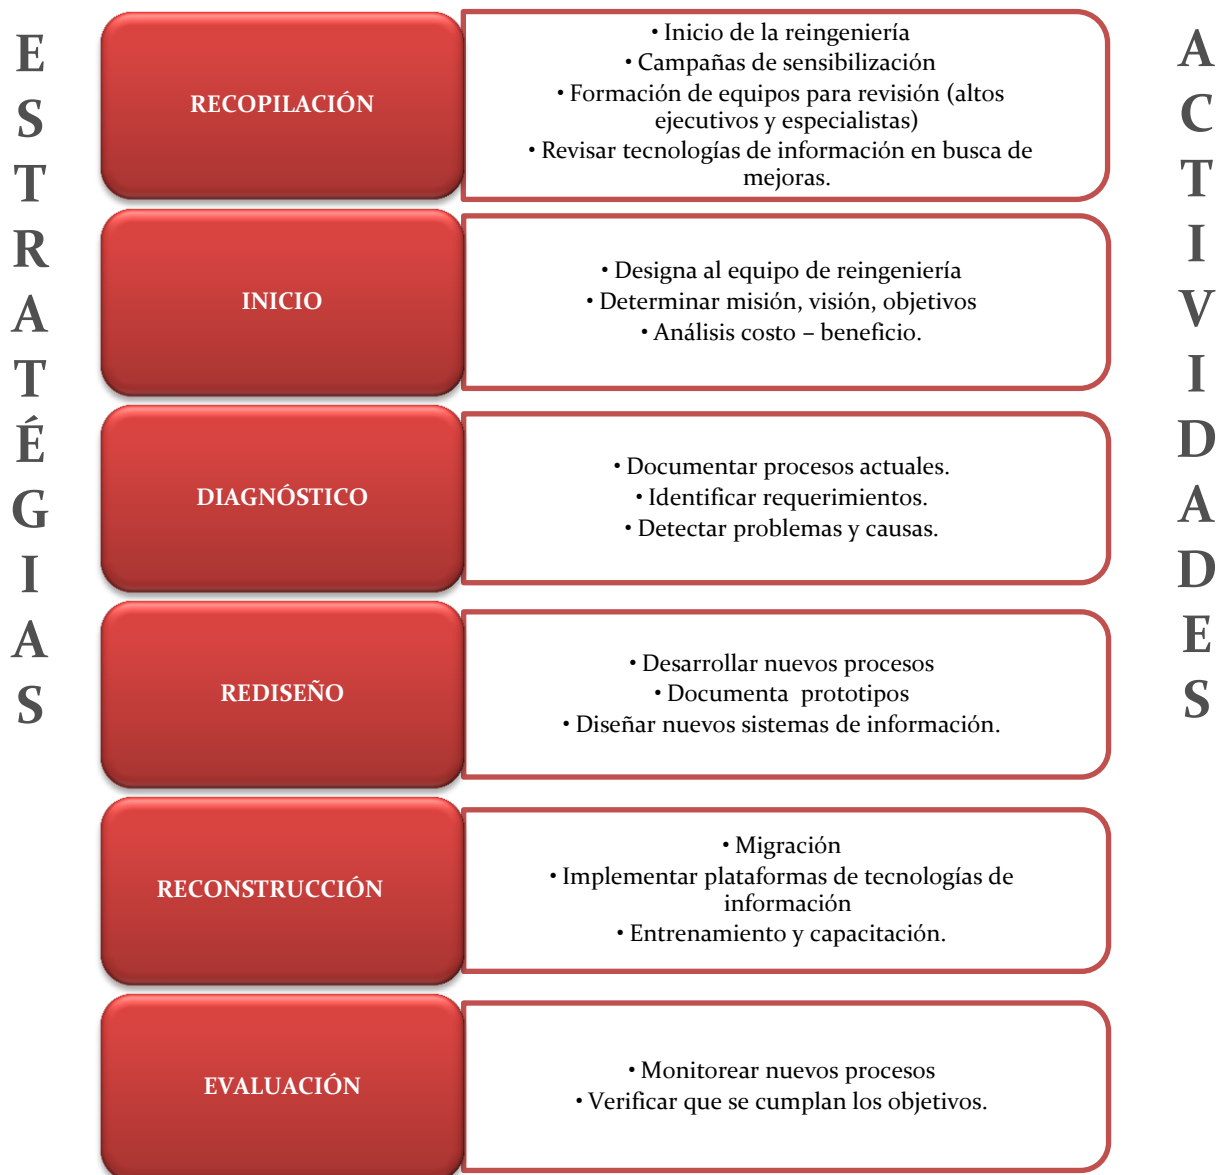 E
S
T
R
A
T
É
G
I
A
S
RECOPILACIÓN
• Inicio de la reingeniería
• Campañas de sensibilización
• Formación de equipos para revisión (altos
ejecutivos y especialistas)
• Revisar tecnologías de información en busca de
mejoras.
INICIO
• Designa al equipo de reingeniería
• Determinar misión, visión, objetivos
• Análisis costo – beneficio.
DIAGNÓSTICO
• Documentar procesos actuales.
• Identificar requerimientos.
• Detectar problemas y causas.
REDISEÑO
• Desarrollar nuevos procesos
• Documenta  prototipos
• Diseñar nuevos sistemas de información.
RECONSTRUCCIÓN
• Migración
• Implementar plataformas de tecnologías de
información
• Entrenamiento y capacitación.
EVALUACIÓN
• Monitorear nuevos procesos
• Verificar que se cumplan los objetivos.
A
C
T
I
V
I
D
A
D
E
S